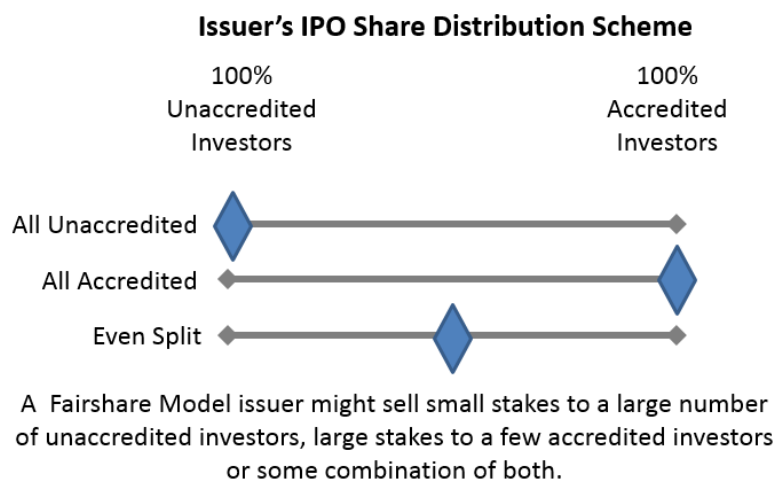 Issuer's IPO Share Distribution Scheme
100%
Unaccredited
Investors
100%
Accredited
Investors
All Unaccredited
All Accredited
Even Split
A Fairshare Model issuer might sell small stakes to a large number
of unaccredited investors, large stakes to a few accredited investors
or some combination of both.